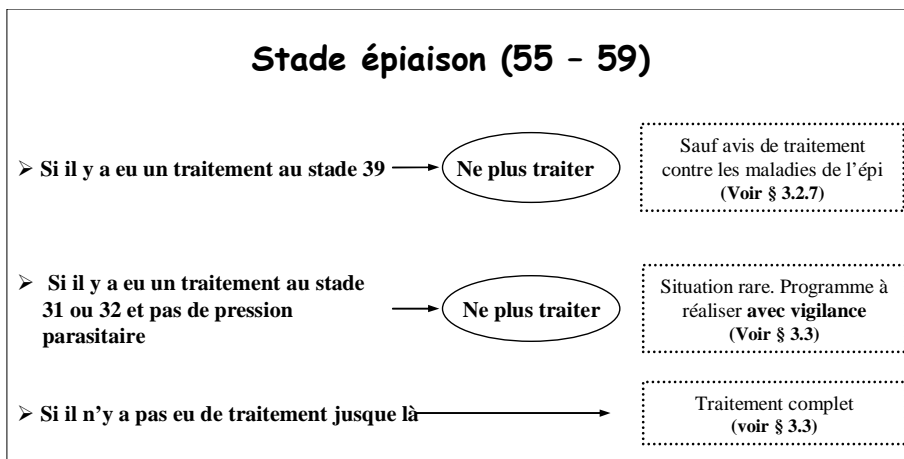 Stade épiaison (55 – 59)
➢ Si il y a eu un traitement au stade 39
Ne plus traiter
Sauf avis de traitement
contre les maladies de l'épi
(Voir § 3.2.7)
➢ Si il y a eu un traitement au stade
31 ou 32 et pas de pression
parasitaire
Ne plus traiter
Situation rare. Programme à
réaliser avec vigilance
(Voir § 3.3)
➢ Si il n'y a pas eu de traitement jusque là
Traitement complet
(voir § 3.3)